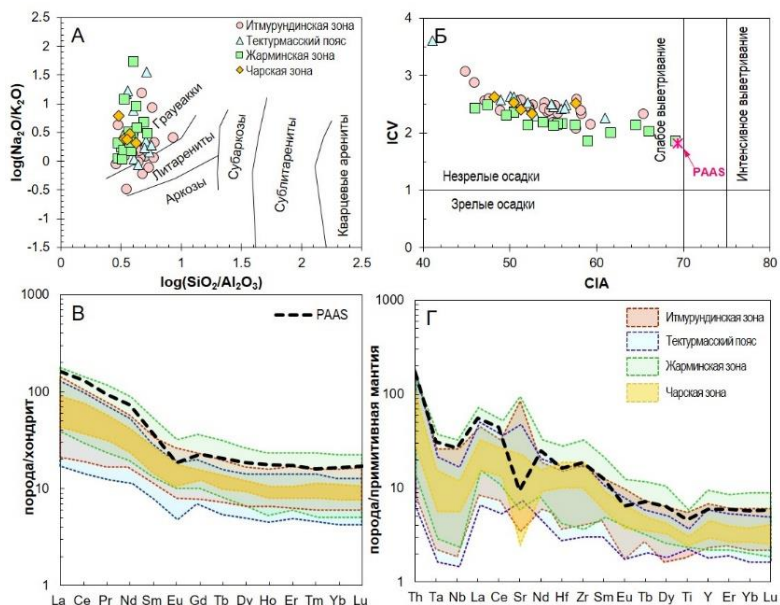 А
Итмурундинская зона
Тектурмасский пояс
Жарминская зона
Чарская зона
Граувакки
Литарениты
Аркозы
Субаркозы
Сублитарениты
Кварцевые арениты
log(Na₂O/K₂O)
2.5
2
1.5
1
0.5
0
-0.5
-1
-1.5
0 0.5 1 1.5 2 2.5
log(SiO₂/Al₂O₃)
Б
ICV
4
3
2
1
0
Слабое выветривание
Интенсивное выветривание
PAAS
Незрелые осадки
Зрелые осадки
40 50 60 70 80
CIA
В
PAAS
порода/хондрит
1000
100
10
1
La Ce Pr Nd Sm Eu Gd Tb Dy Ho Er Tm Yb Lu
Г
Итмурундинская зона
Тектурмасский пояс
Жарминская зона
Чарская зона
порода/примитивная мантия
1000
100
10
1
Th Ta Nb La Ce Sr Nd Hf Zr Sm Eu Tb Dy Ti Y Er Yb Lu